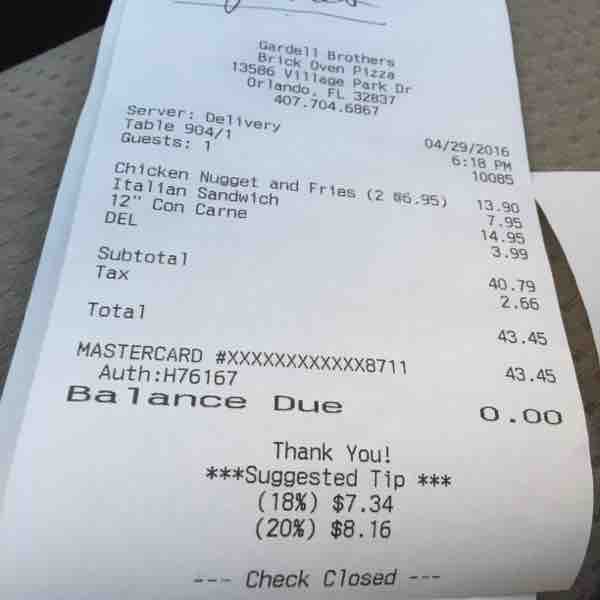 Gardell Brothers
Brick Oven Pizza
13586 Village Park Dr
Orlando, FL 32837
407.704.6867
Server: Delivery 04/29/2016
Table 904/1 6:18 PM
Guests: 1 10085
Chicken Nugget and Fries (2 @6.95) 13.90
Italian Sandwich 7.95
12" Con Carne 14.95
DEL 3.99
Subtotal 40.79
Tax 2.66
Total 43.45
MASTERCARD #XXXXXXXXXXXX8711 43.45
Auth:H76167
Balance Due 0.00
Thank You!
***Suggested Tip ***
(18%) $7.34
(20%) $8.16
--- Check Closed ---